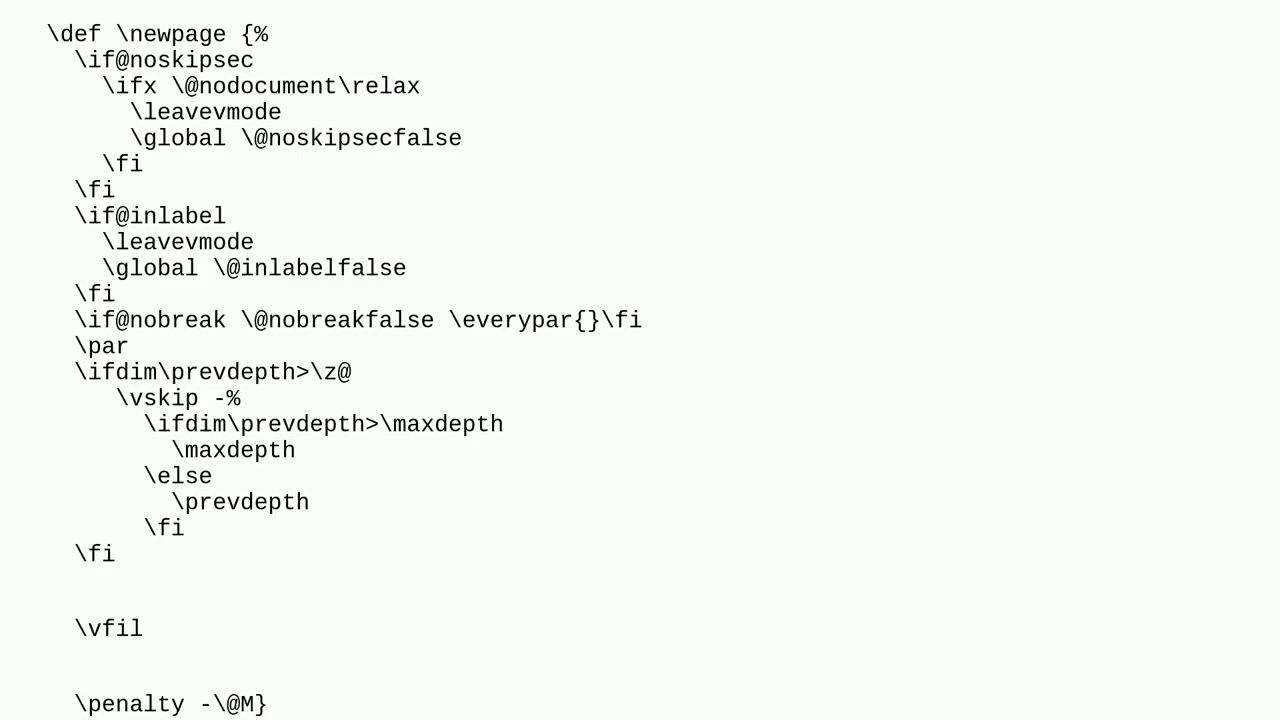 \def \newpage {%
  \if@noskipsec
    \ifx \@nodocument\relax
      \leavevmode
      \global \@noskipsecfalse
    \fi
  \fi
  \if@inlabel
    \leavevmode
    \global \@inlabelfalse
  \fi
  \if@nobreak \@nobreakfalse \everypar{}\fi
  \par
  \ifdim\prevdepth>\z@
     \vskip -%
       \ifdim\prevdepth>\maxdepth
         \maxdepth
       \else
         \prevdepth
       \fi
  \fi
  \vfil
  \penalty -\@M}